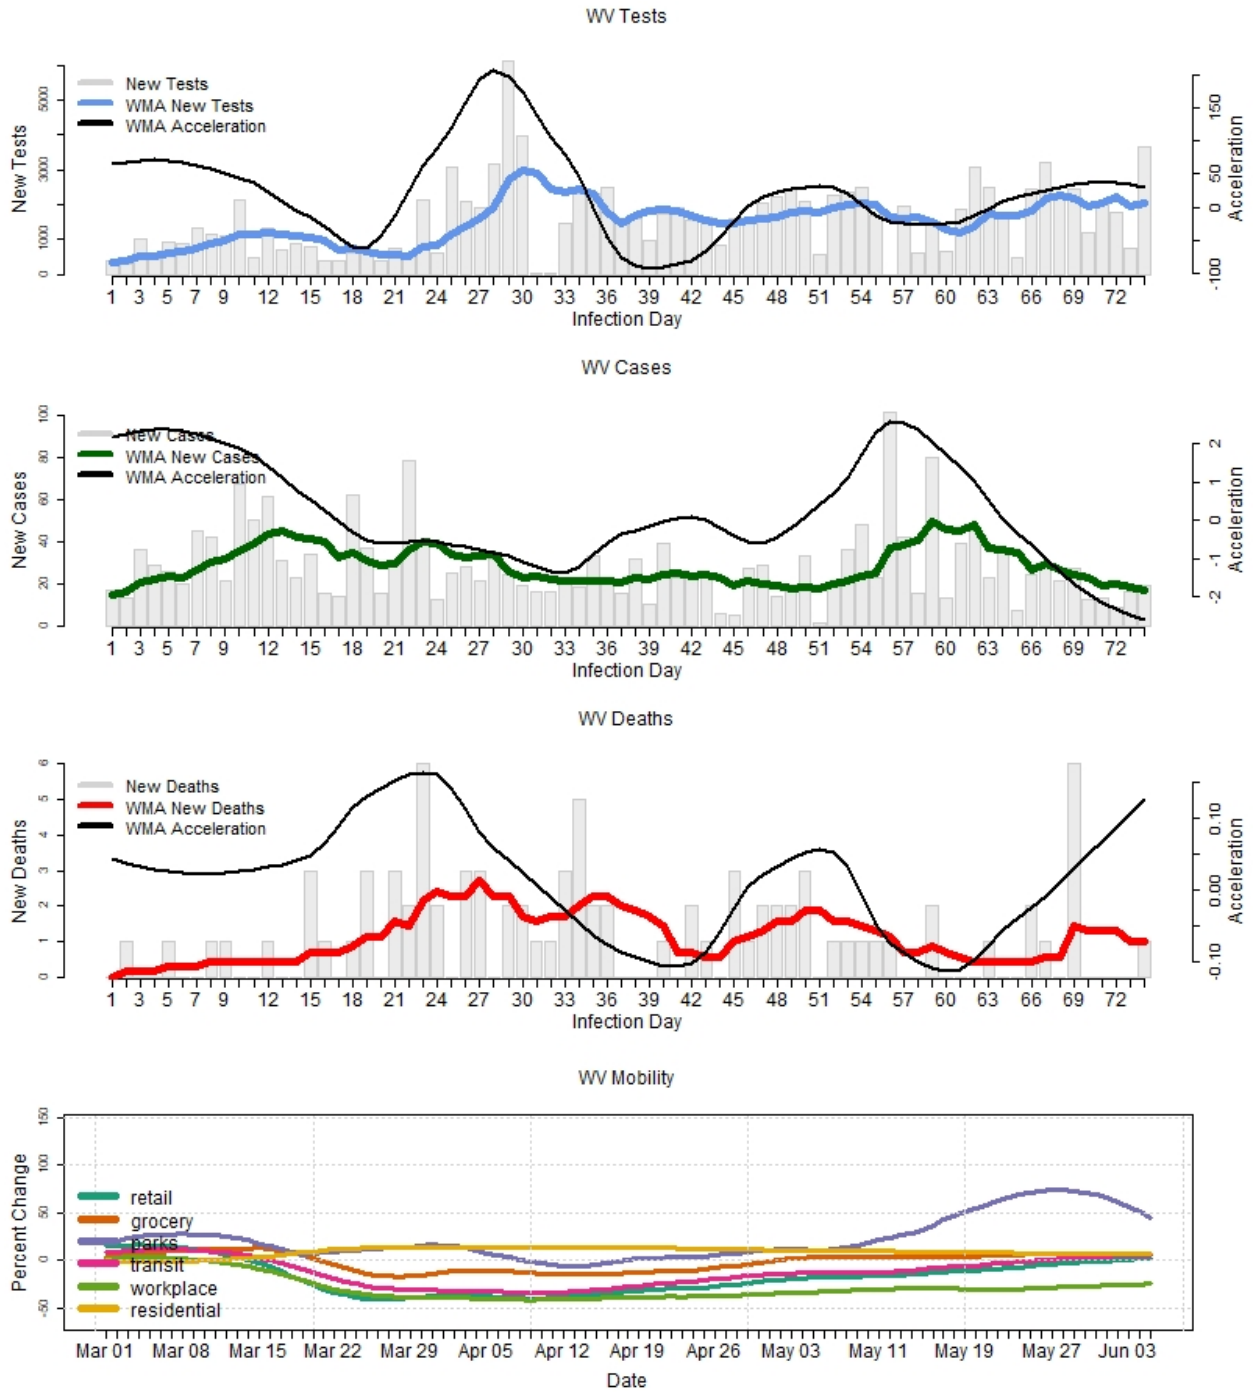 WV Tests
New Tests
WMA New Tests
WMA Acceleration
New Tests
0 1000 3000 5000
Acceleration
-100 0 50 150
1 3 5 7 9 12 15 18 21 24 27 30 33 36 39 42 45 48 51 54 57 60 63 66 69 72
Infection Day
WV Cases
New Cases
WMA New Cases
WMA Acceleration
New Cases
0 20 40 60 80 100
Acceleration
-2 -1 0 1 2
1 3 5 7 9 12 15 18 21 24 27 30 33 36 39 42 45 48 51 54 57 60 63 66 69 72
Infection Day
WV Deaths
New Deaths
WMA New Deaths
WMA Acceleration
New Deaths
0 1 2 3 4 5 6
Acceleration
-0.10 0.00 0.10
1 3 5 7 9 12 15 18 21 24 27 30 33 36 39 42 45 48 51 54 57 60 63 66 69 72
Infection Day
WV Mobility
Percent Change
-50 0 50 100 150
retail
grocery
parks
transit
workplace
residential
Mar 01 Mar 08 Mar 15 Mar 22 Mar 29 Apr 05 Apr 12 Apr 19 Apr 26 May 03 May 11 May 19 May 27 Jun 03
Date